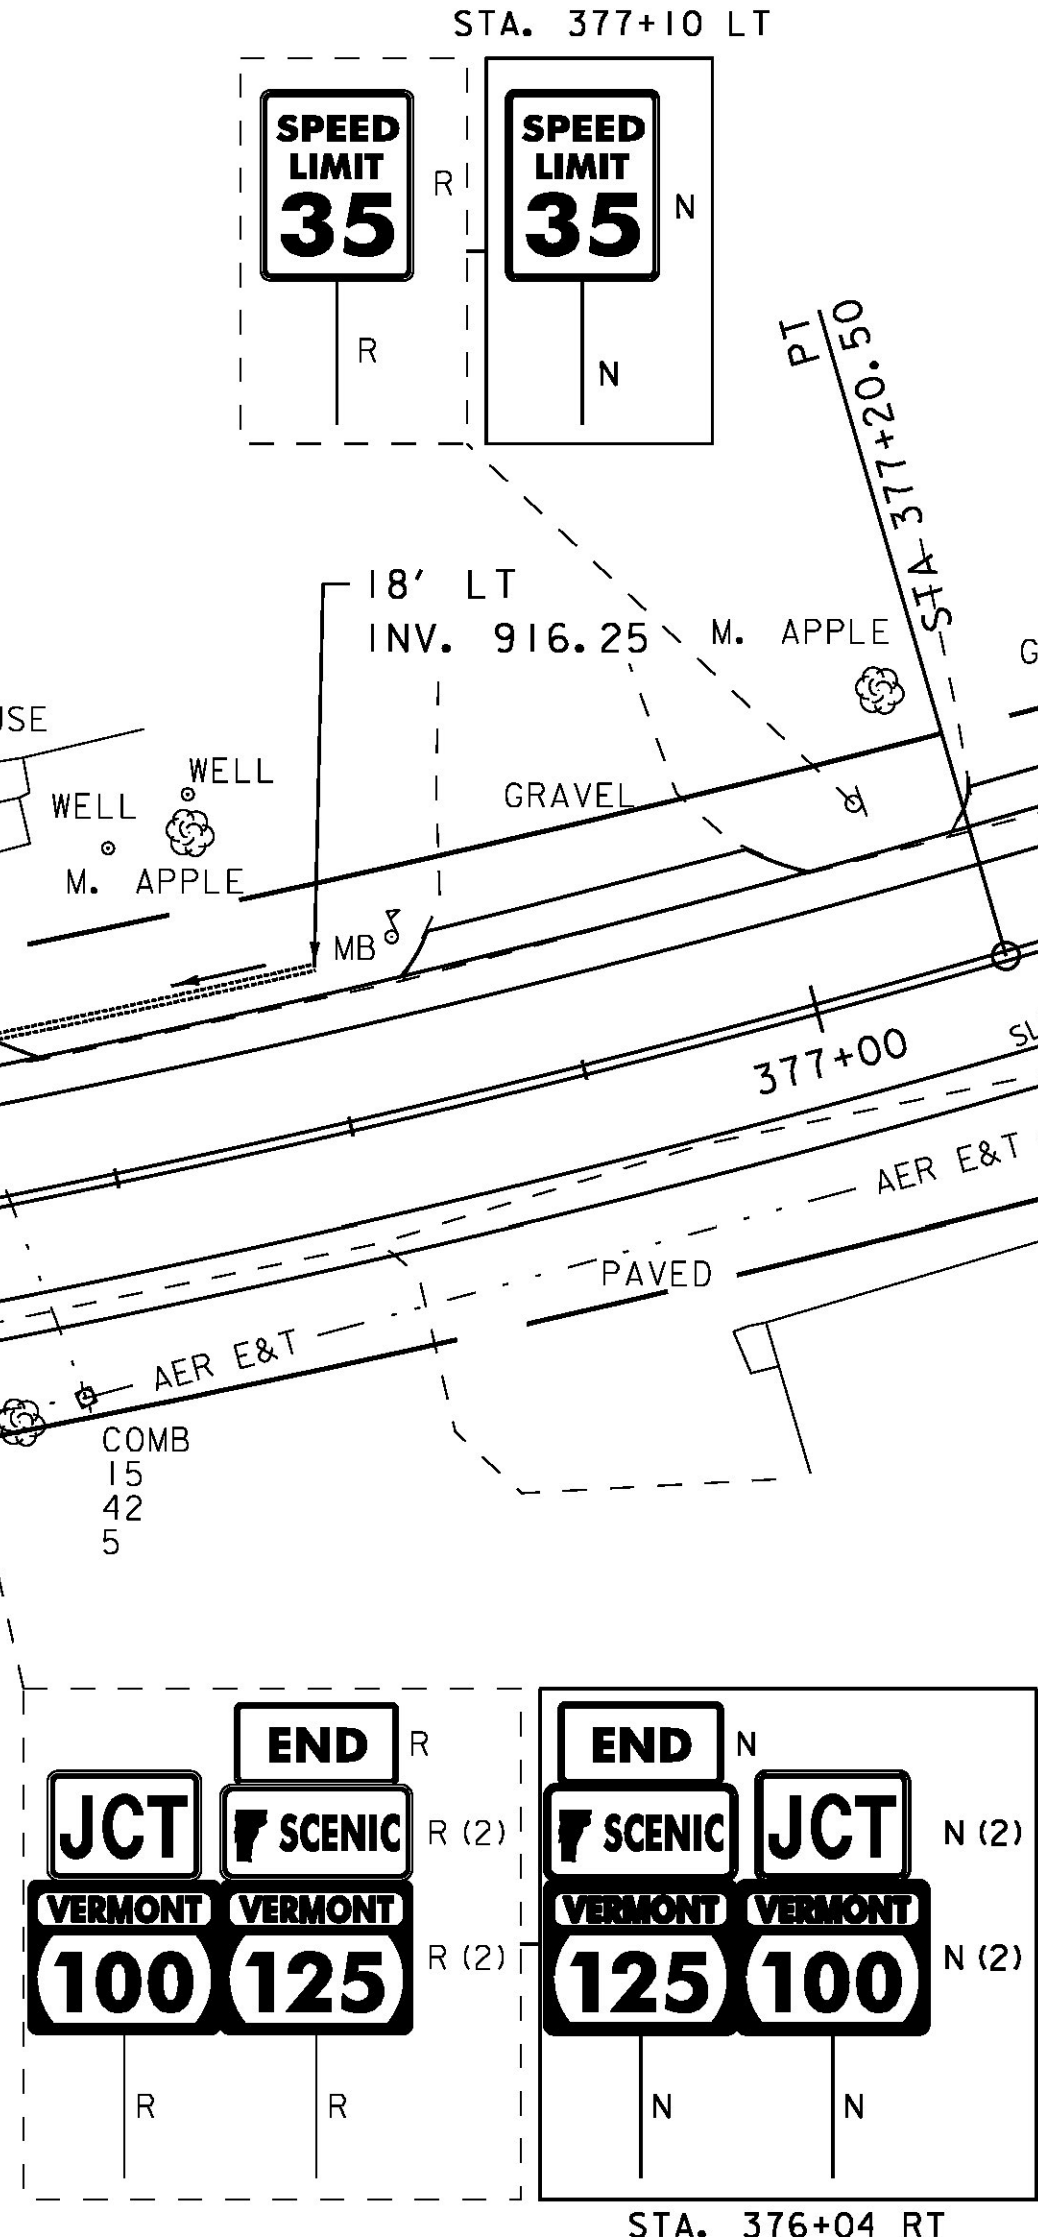 STA. 377+10 LT
SPEED
LIMIT
35
R
R
SPEED
LIMIT
35
N
N
PT
STA 377+20.50
18' LT
INV. 916.25
M. APPLE
G
USE
WELL
WELL
M. APPLE
GRAVEL
MB
377+00
SL
AER E&T
PAVED
AER E&T
COMB
15
42
5
END R
JCT SCENIC R (2)
VERMONT VERMONT
100 125 R (2)
R R
END N
SCENIC JCT N (2)
VERMONT VERMONT
125 100 N (2)
N N
STA. 376+04 RT